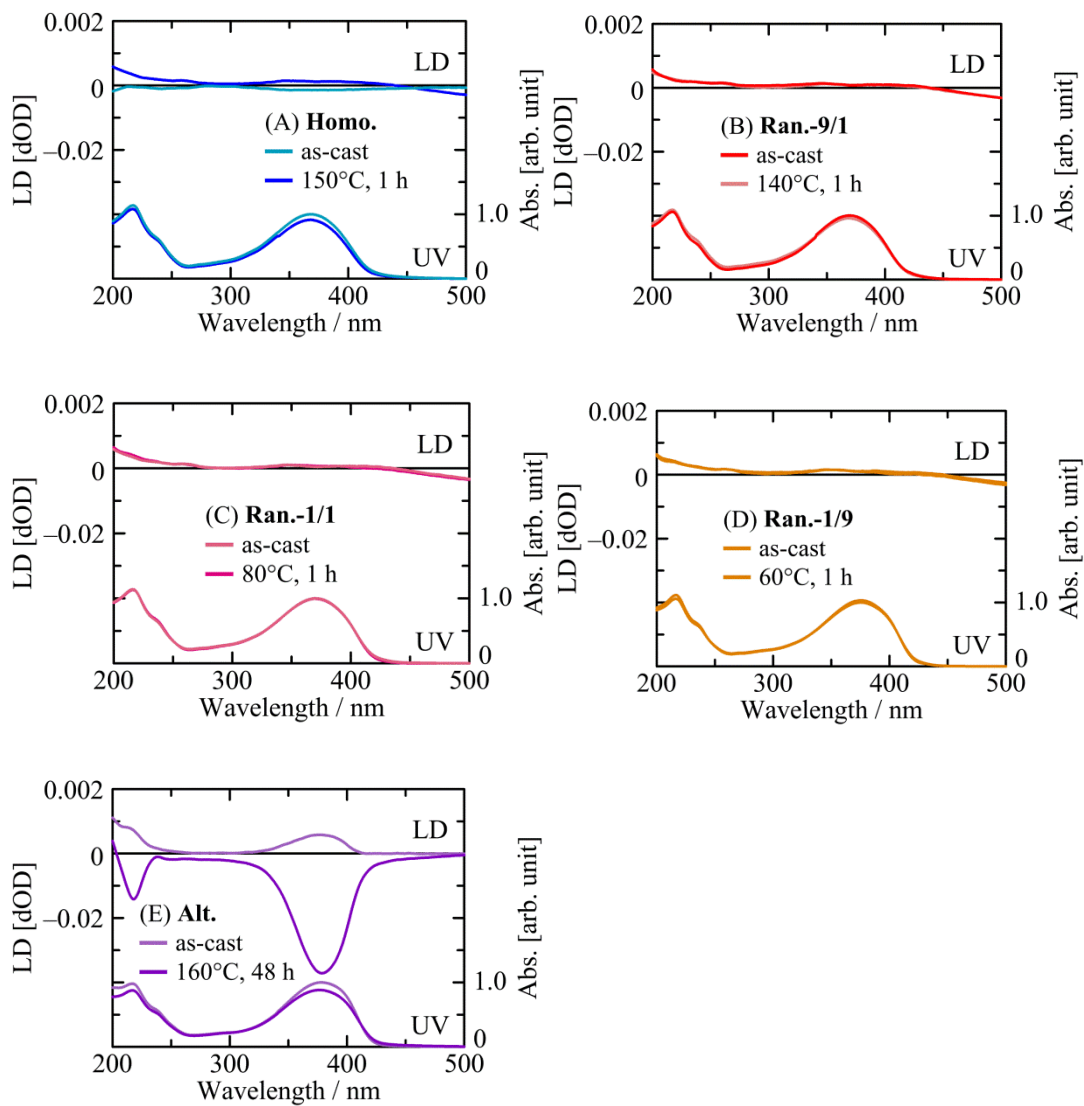 0.002
0
–0.02
LD [dOD]
LD
(A) Homo.
as-cast
150°C, 1 h
1.0
0
UV
Abs. [arb. unit]
200 300 400 500
Wavelength / nm
0.002
0
–0.02
LD [dOD]
LD
(B) Ran.-9/1
as-cast
140°C, 1 h
1.0
0
UV
Abs. [arb. unit]
200 300 400 500
Wavelength / nm
0.002
0
–0.02
LD [dOD]
LD
(C) Ran.-1/1
as-cast
80°C, 1 h
1.0
0
UV
Abs. [arb. unit]
200 300 400 500
Wavelength / nm
0.002
0
–0.02
LD [dOD]
LD
(D) Ran.-1/9
as-cast
60°C, 1 h
1.0
0
UV
Abs. [arb. unit]
200 300 400 500
Wavelength / nm
0.002
0
–0.02
LD [dOD]
LD
(E) Alt.
as-cast
160°C, 48 h
1.0
0
UV
Abs. [arb. unit]
200 300 400 500
Wavelength / nm